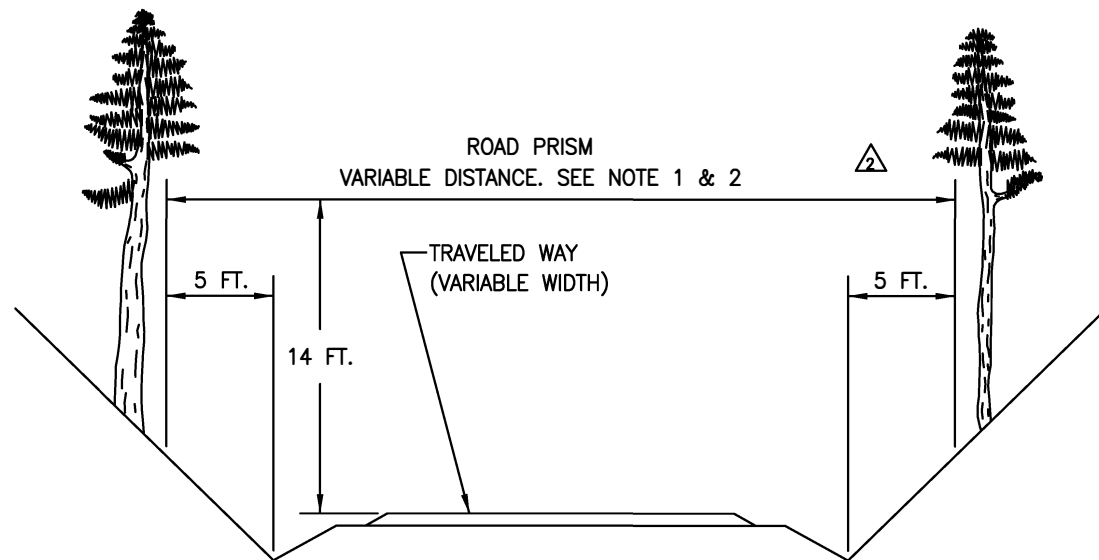 ROAD PRISM
VARIABLE DISTANCE. SEE NOTE 1 & 2
2
TRAVELED WAY
(VARIABLE WIDTH)
5 FT.
5 FT.
14 FT.